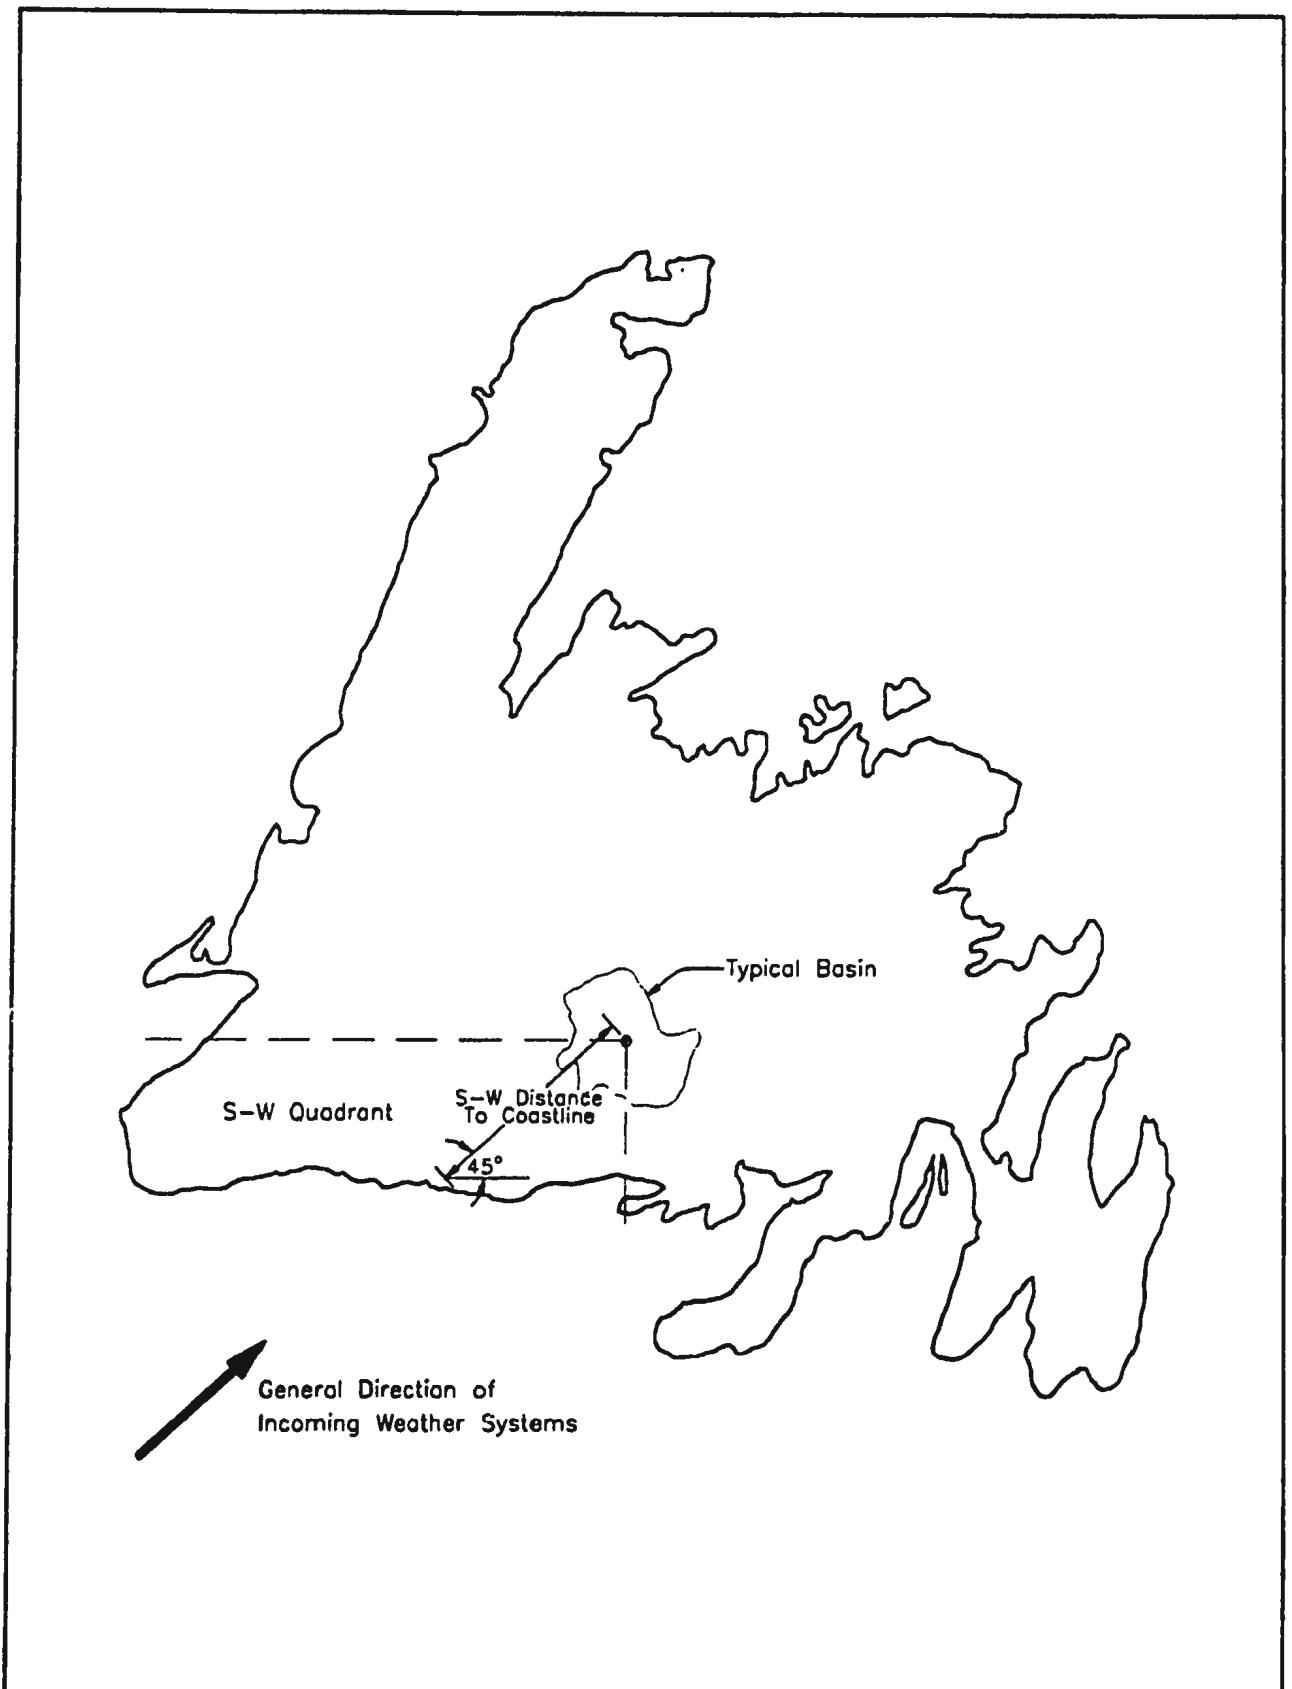 Typical Basin
S-W Distance
To Coastline
S-W Quadrant
45°
General Direction of
Incoming Weather Systems